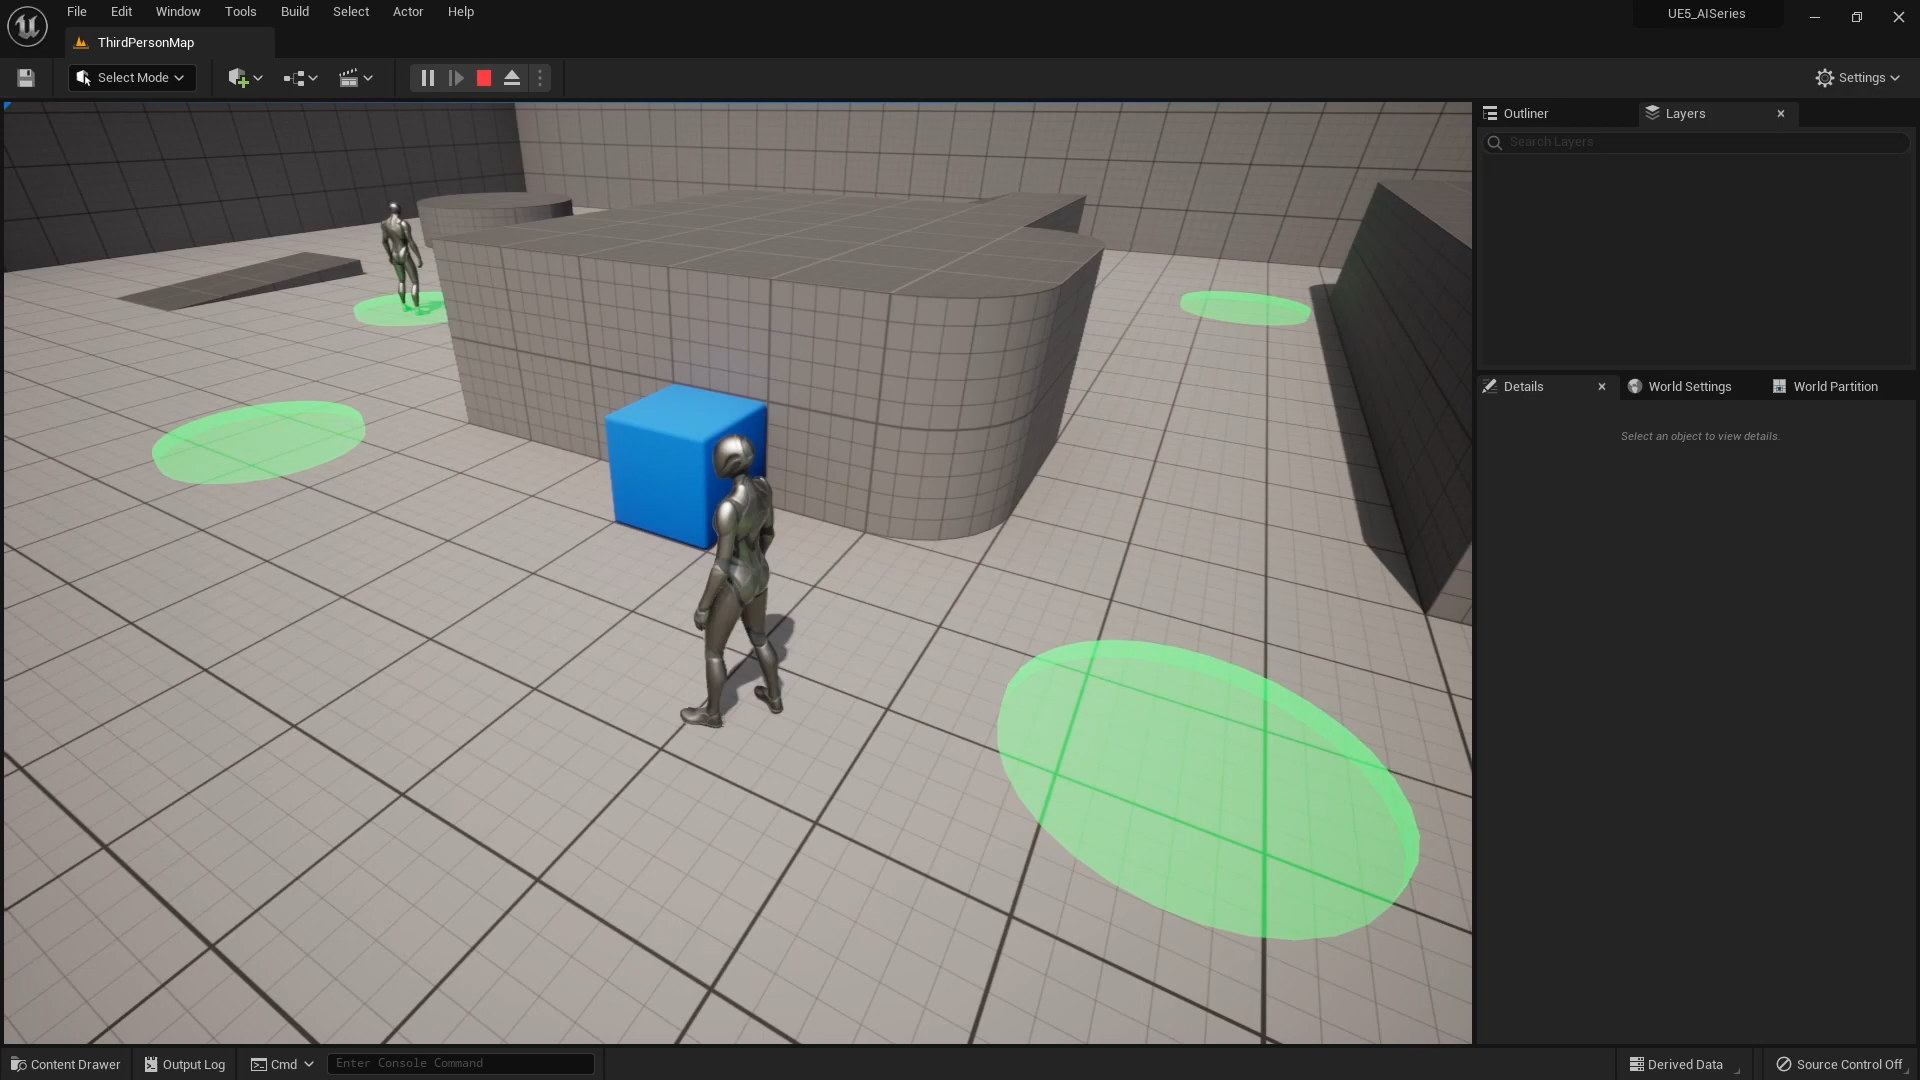 File Edit Window Tools Build Select Actor Help
UE5_AISeries
ThirdPersonMap
Select Mode
Settings
Outliner
Layers
Search Layers
Details
World Settings
World Partition
Select an object to view details.
Content Drawer
Output Log
Cmd
Enter Console Command
Derived Data
Source Control Off